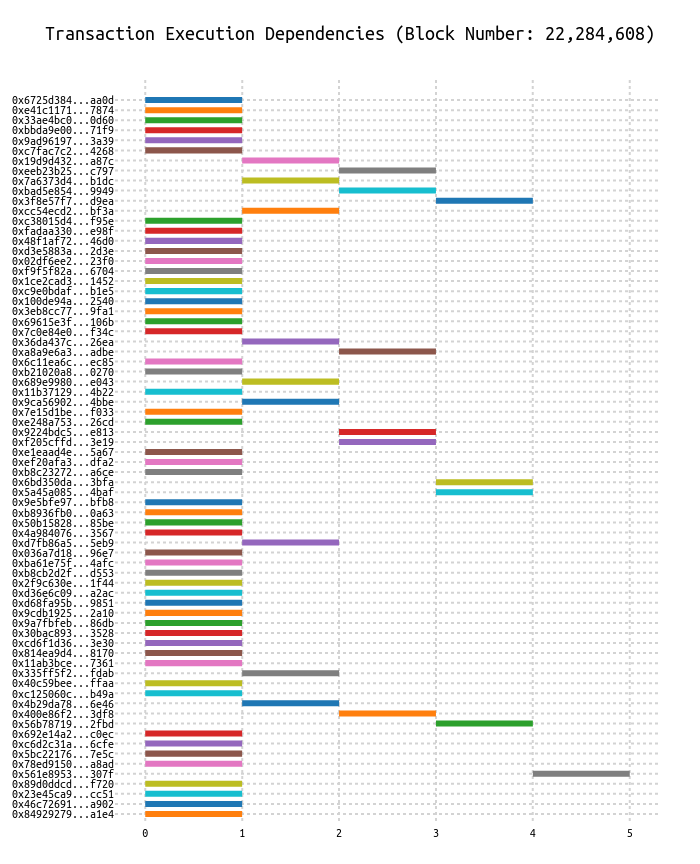 Transaction Execution Dependencies (Block Number: 22,284,608)
0x6725d384...aa0d
0xe41c1171...7874
0x33ae4bc0...0d60
0xbbda9e00...71f9
0x9ad96197...3a39
0xc7fac7c2...4268
0x19d9d432...a87c
0xeeb23b25...c797
0x7a6373d4...b1dc
0xbad5e854...9949
0x3f8e57f7...d9ea
0xcc54ecd2...bf3a
0xc38015d4...f95e
0xfadaa330...e98f
0x48f1af72...46d0
0xd3e5883a...2d3e
0x02df6ee2...23f0
0xf9f5f82a...6704
0x1ce2cad3...1452
0xc9e0bdaf...b1e5
0x100de94a...2540
0x3eb8cc77...9fa1
0x69615e3f...106b
0x7c0e84e0...f34c
0x36da437c...26ea
0xa8a9e6a3...adbe
0x6c11ea6c...ec85
0xb21020a8...0270
0x689e9980...e043
0x11b37129...4b22
0x9ca56902...4bbe
0x7e15d1be...f033
0xe248a753...26cd
0x9224bdc5...e813
0xf205cffd...3e19
0xe1eaad4e...5a67
0xef20afa3...dfa2
0xb8c23272...a6ce
0x6bd350da...3bfa
0x5a45a085...4baf
0x9e5bfe97...bfb8
0xb8936fb0...0a63
0x50b15828...85be
0x4a984076...3567
0xd7fb86a5...5eb9
0x036a7d18...96e7
0xba61e75f...4afc
0xb8cb2d2f...d553
0x2f9c630e...1f44
0xd36e6c09...a2ac
0xd68fa95b...9851
0x9cdb1925...2a10
0x9a7fbfeb...86db
0x30bac893...3528
0xcd6f1d36...3e30
0x814ea9d4...8170
0x11ab3bce...7361
0x335ff5f2...fdab
0x40c59bee...ffaa
0xc125060c...b49a
0x4b29da78...6e46
0x400e86f2...3df8
0x56b78719...2fbd
0x692e14a2...c0ec
0xc6d2c31a...6cfe
0x5bc22176...7e5c
0x78ed9150...a8ad
0x561e8953...307f
0x89d0ddcd...f720
0x23e45ca9...cc51
0x46c72691...a902
0x84929279...a1e4
0 1 2 3 4 5